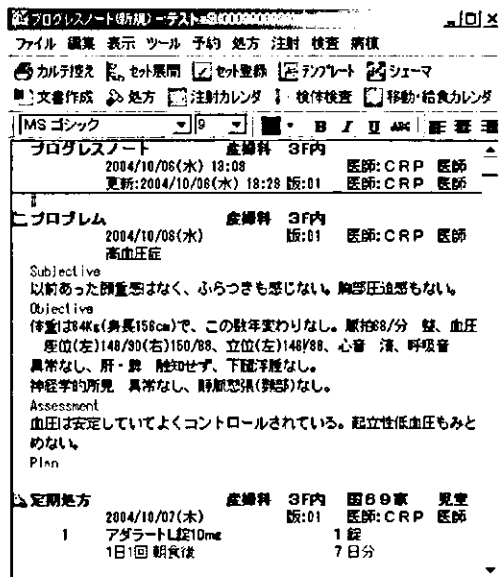 プログレスノート(新規) -テスト
ファイル 編集 表示 ツール 予約 処方 注射 検査 病棟
カルテ控え セット展開 セット登録 テンプレート シェーマ
文書作成 処方 注射カレンダ 検体検査 移動・給食カレンダ
MS ゴシック 9 B I U ABC
プログレスノート 産婦科 3F内
2004/10/06(水) 18:08 医師:CRP 医師
更新:2004/10/06(水) 18:28 版:01 医師:CRP 医師
プログレム 産婦科 3F内
2004/10/06(水) 版:01 医師:CRP 医師
高血圧症
Subjective
以前あった頭重感はなく、ふらつきも感じない。胸部圧迫感もない。
Objective
体重は64Kg(身長156cm)で、この数年変わりなし。脈拍68/分 整、血圧
座位(左)148/90(右)150/88、立位(左)146/88、心音 清、呼吸音
異常なし、肝・脾 触知せず、下腿浮腫なし。
神経学的所見 異常なし、静脈怒張(頸部)なし。
Assessment
血圧は安定していてよくコントロールされている。起立性低血圧もみと
めない。
Plan
定期処方 産婦科 3F内 国69家 児童
2004/10/07(木) 版:01 医師:CRP 医師
1 アダラートL錠10mg 1 錠
1日1回 朝食後 7 日分